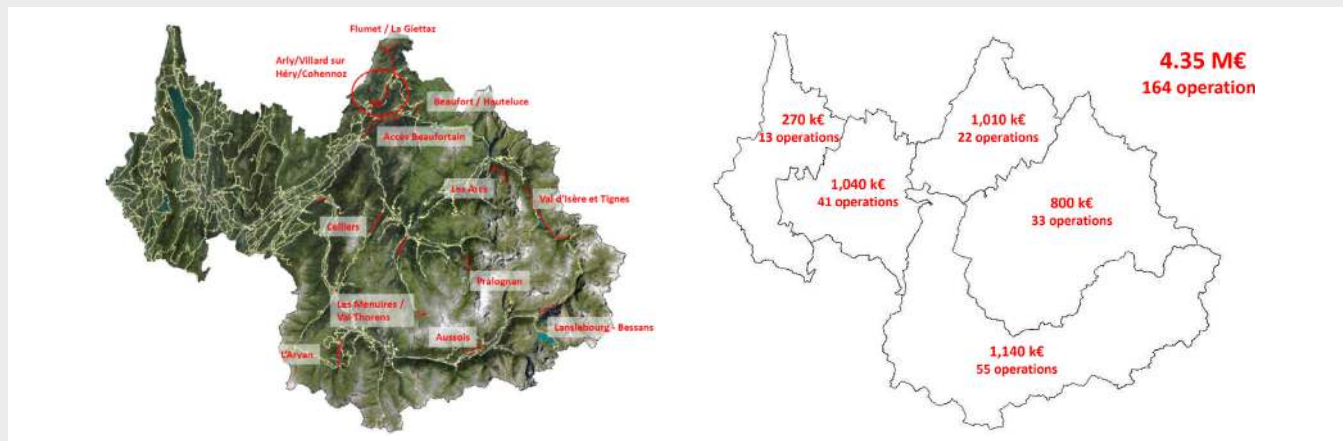 Flumet / La Giettaz
Arly/Villard sur
Héry/Cohennoz
Beaufort / Hauteluce
Accès Beaufortain
Les Arcs
Val d'Isère et Tignes
Celliers
Pralognan
Les Menuires /
Val Thorens
Lanslebourg - Bessans
Aussois
L'Arvan
4.35 M€
164 operation
270 k€
13 operations
1,010 k€
22 operations
1,040 k€
41 operations
800 k€
33 operations
1,140 k€
55 operations